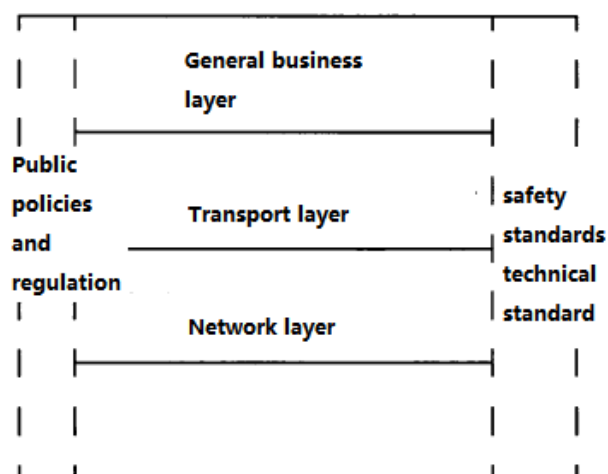 General business
layer
Public
policies
and
regulation
Transport layer
safety
standards
technical
standard
Network layer